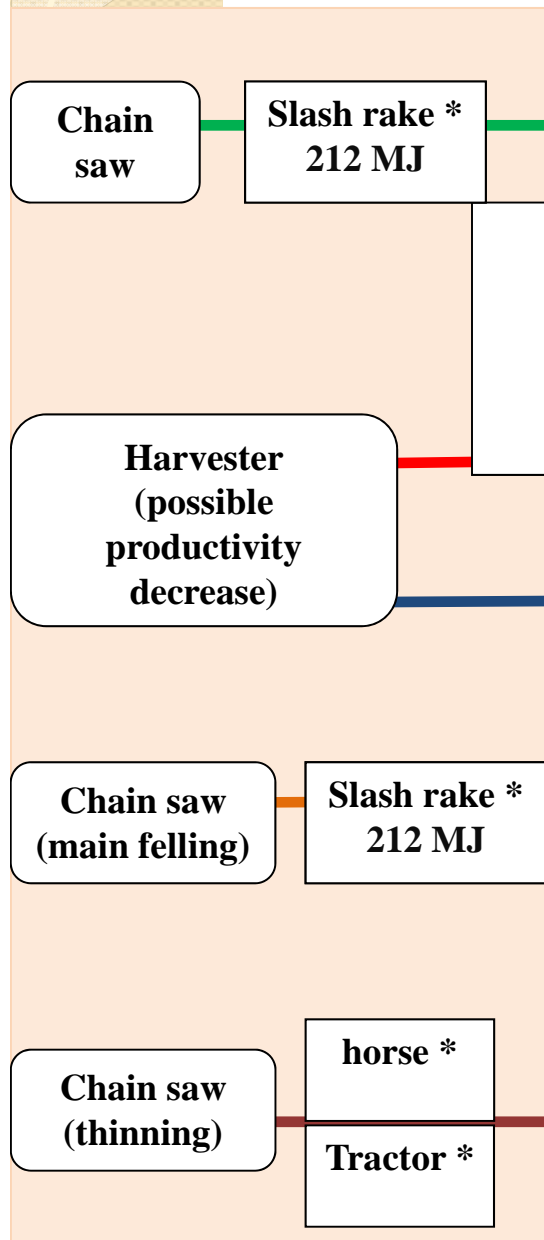 Chain
saw
Slash rake *
212 MJ
Harvester
(possible
productivity
decrease)
Chain saw
(main felling)
Slash rake *
212 MJ
Chain saw
(thinning)
horse *
Tractor *